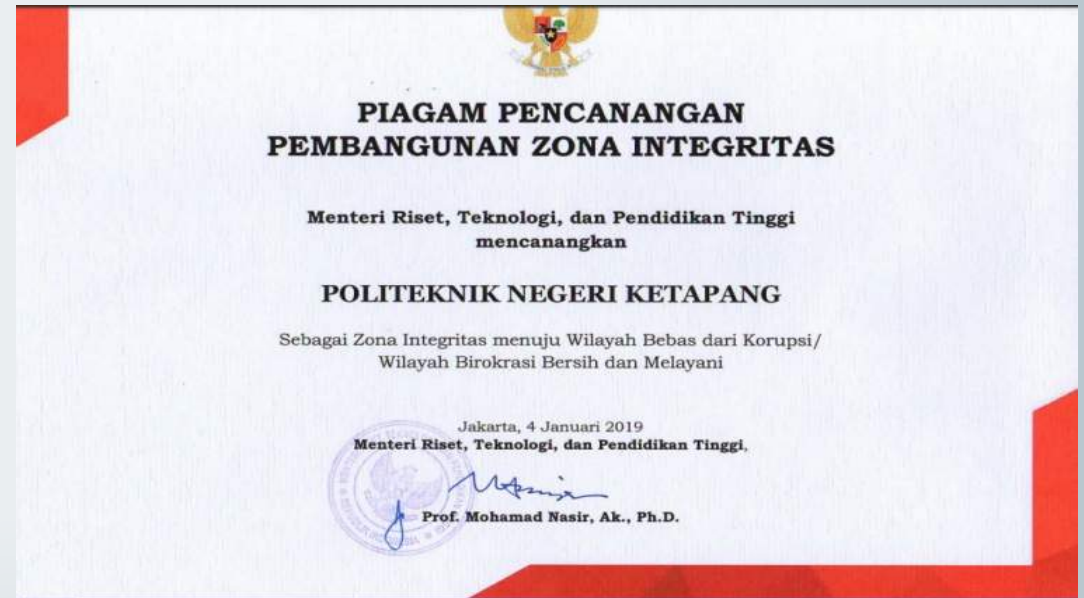 PIAGAM PENCANANGAN
PEMBANGUNAN ZONA INTEGRITAS
Menteri Riset, Teknologi, dan Pendidikan Tinggi
mencanangkan
POLITEKNIK NEGERI KETAPANG
Sebagai Zona Integritas menuju Wilayah Bebas dari Korupsi/
Wilayah Birokrasi Bersih dan Melayani
Jakarta, 4 Januari 2019
Menteri Riset, Teknologi, dan Pendidikan Tinggi,
Prof. Mohamad Nasir, Ak., Ph.D.